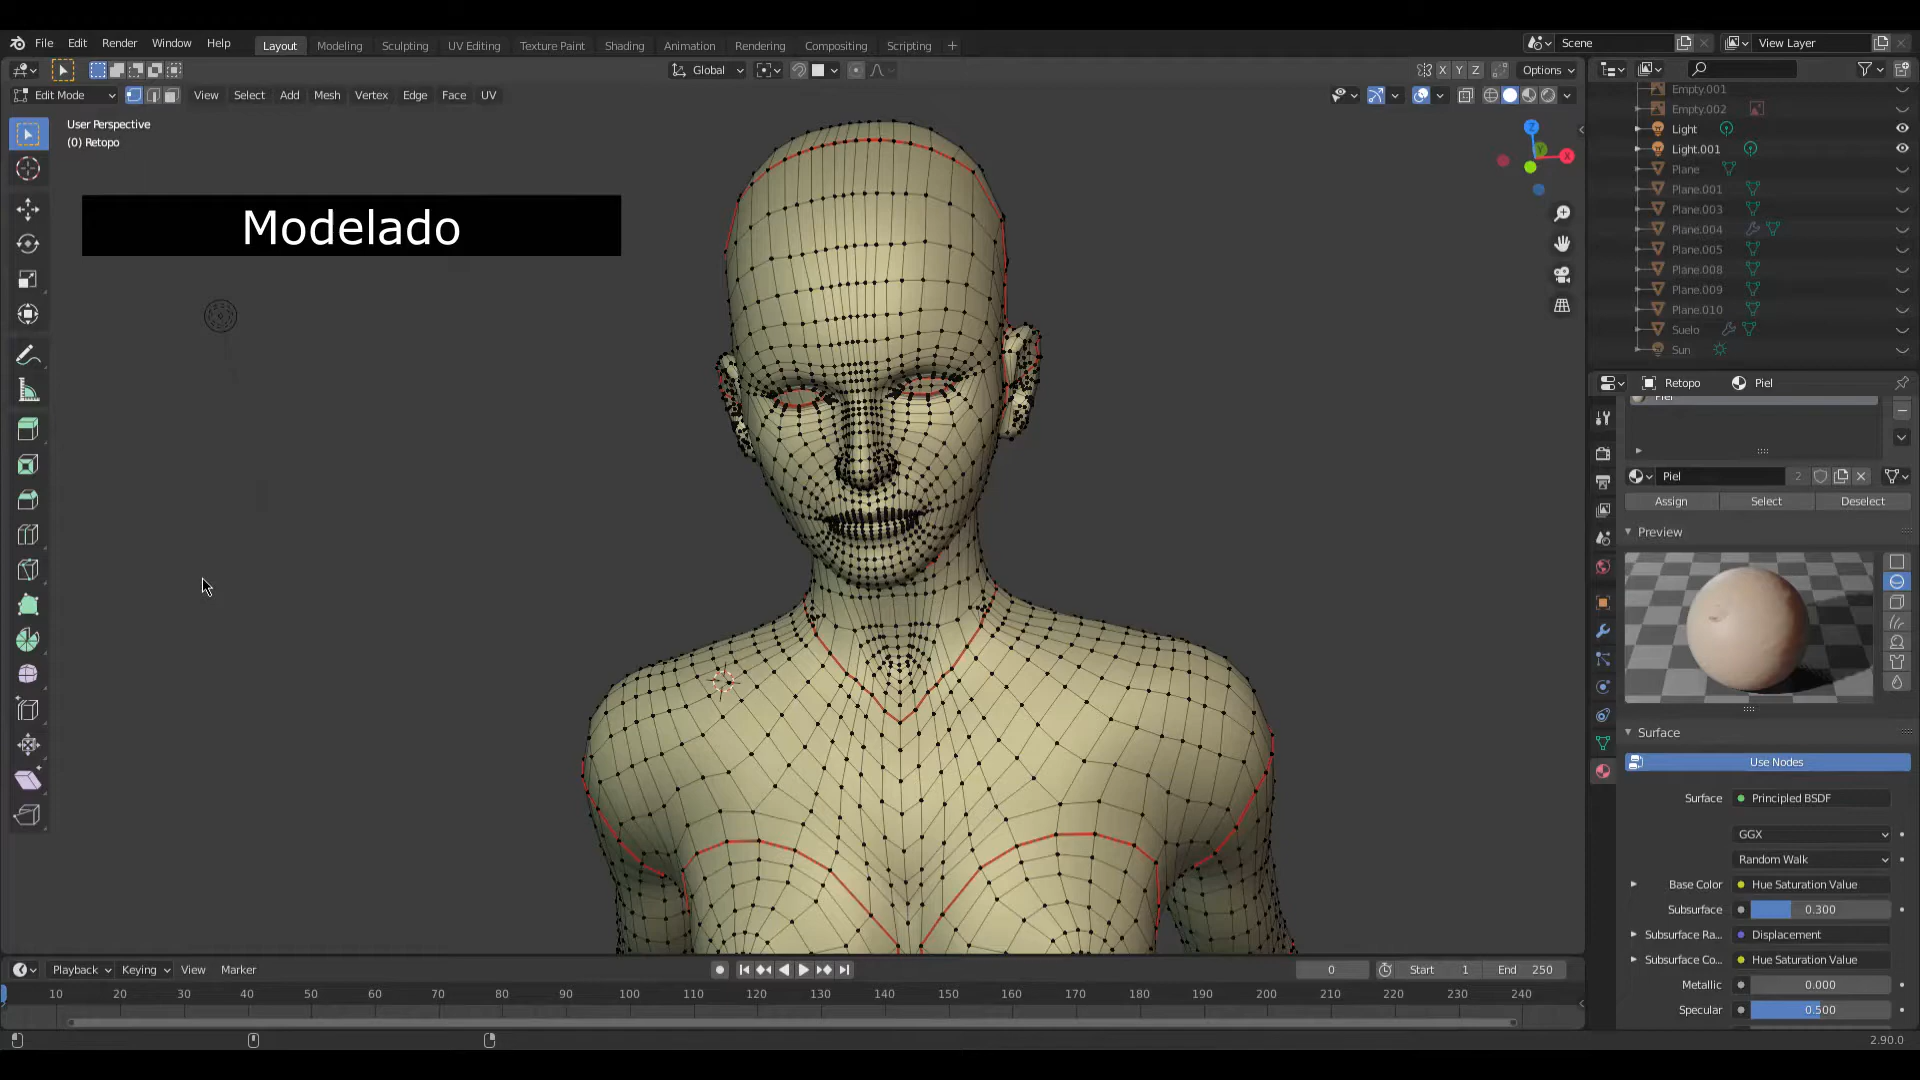 File Edit Render Window Help Layout Modeling Sculpting UV Editing Texture Paint Shading Animation Rendering Compositing Scripting + Scene View Layer
Global X Y Z Options
Edit Mode View Select Add Mesh Vertex Edge Face UV
User Perspective
(0) Retopo
Modelado
Z
Y
X
Empty.001
Empty.002
Light
Light.001
Plane
Plane.001
Plane.003
Plane.004
Plane.005
Plane.008
Plane.009
Plane.010
Suelo
Sun
Retopo Piel
Piel
Piel 2
Assign Select Deselect
Preview
Surface
Use Nodes
Surface Principled BSDF
GGX
Random Walk
Base Color Hue Saturation Value
Subsurface 0.300
Subsurface Ra... Displacement
Subsurface Co... Hue Saturation Value
Metallic 0.000
Specular 0.500
Playback Keying View Marker 0 Start 1 End 250
10 20 30 40 50 60 70 80 90 100 110 120 130 140 150 160 170 180 190 200 210 220 230 240
2.90.0